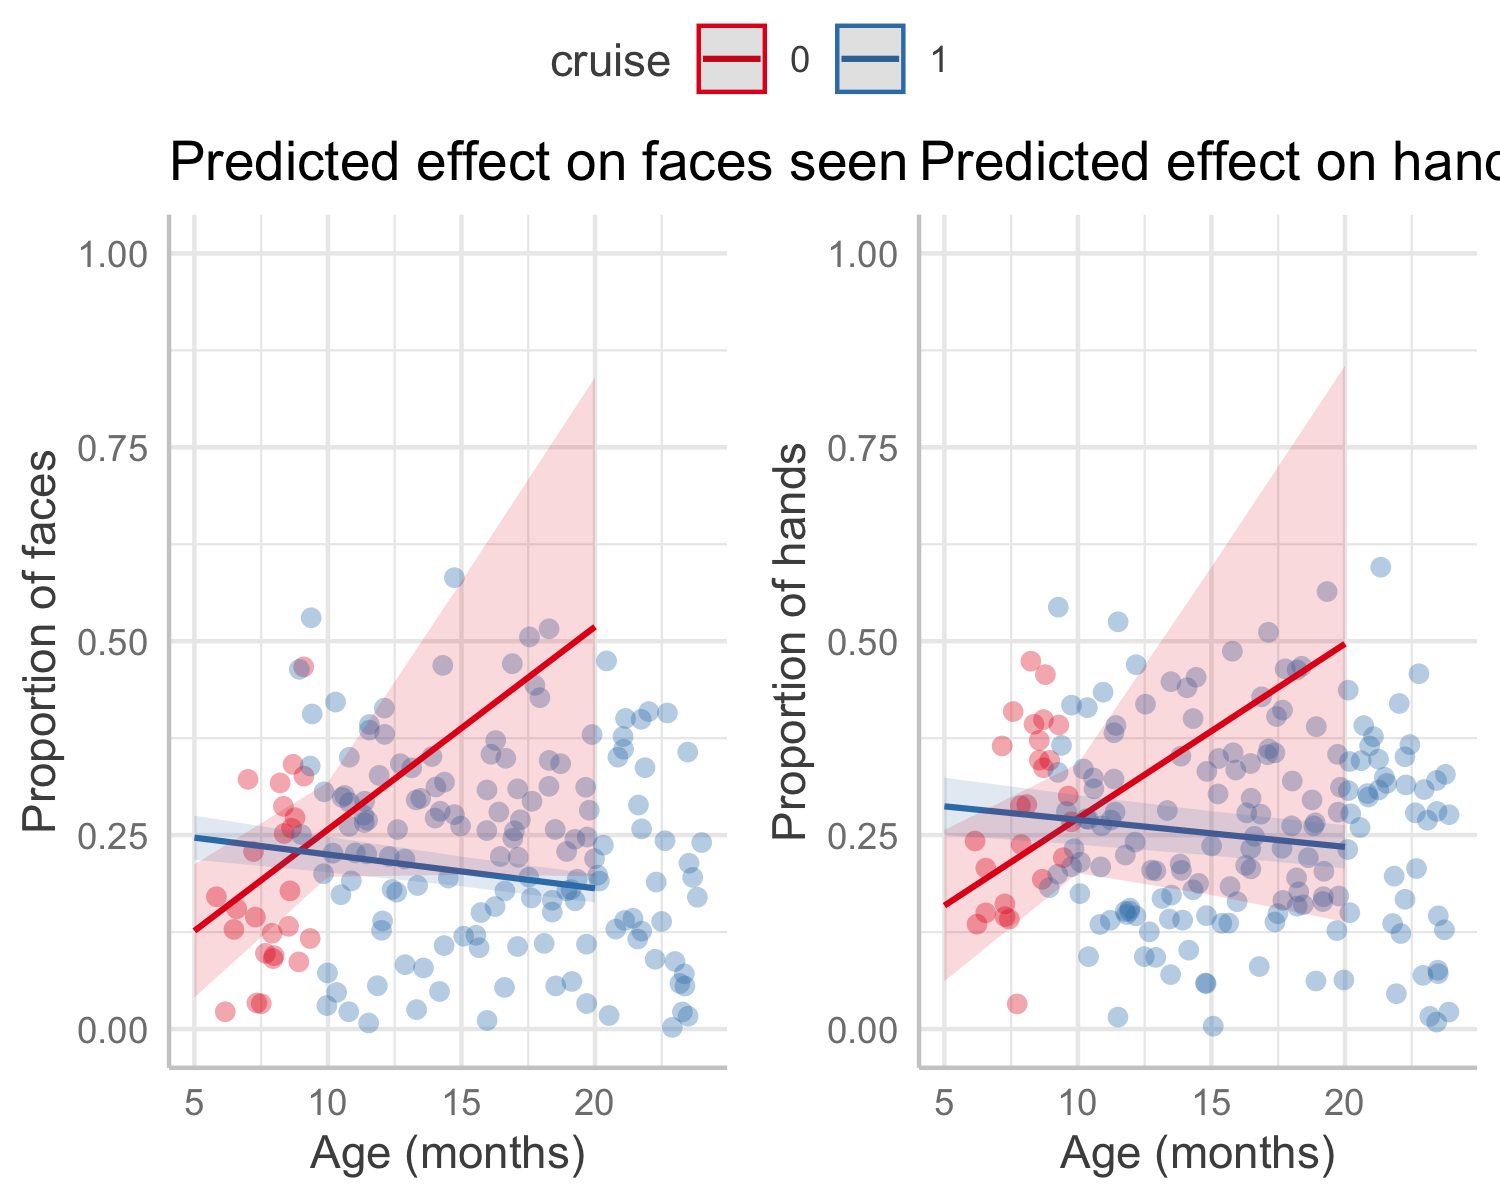 cruise 0 1
Predicted effect on faces seen Predicted effect on
Proportion of faces
1.00
0.75
0.50
0.25
0.00
5 10 15 20
Age (months)
Proportion of hands
1.00
0.75
0.50
0.25
0.00
5 10 15 20
Age (months)